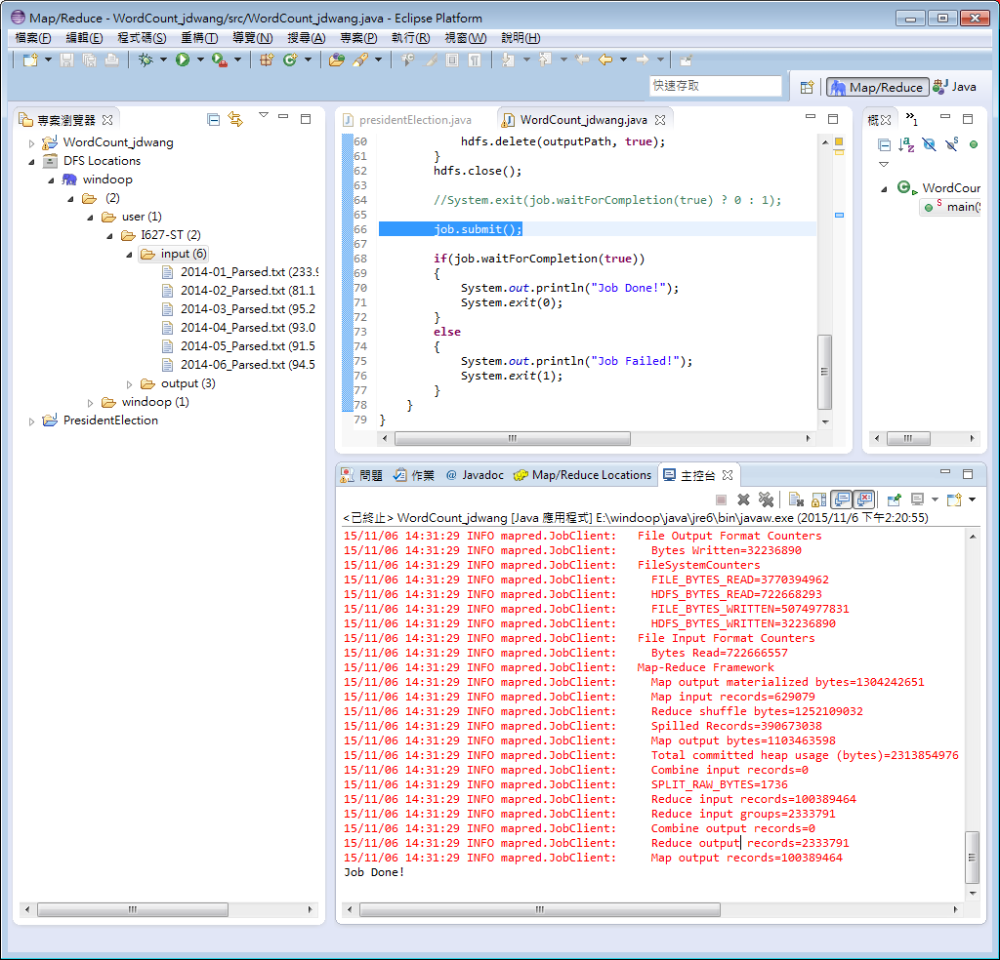 Map/Reduce - WordCount_jdwang/src/WordCount_jdwang.java - Eclipse Platform
檔案(F) 編輯(E) 程式碼(S) 重構(T) 導覽(N) 搜尋(A) 專案(P) 執行(R) 視窗(W) 說明(H)
快速存取
Map/Reduce
Java
專案瀏覽器
WordCount_jdwang
DFS Locations
windoop
(2)
user (1)
I627-ST (2)
input (6)
2014-01_Parsed.txt (233.9
2014-02_Parsed.txt (81.1
2014-03_Parsed.txt (95.2
2014-04_Parsed.txt (93.0
2014-05_Parsed.txt (91.5
2014-06_Parsed.txt (94.5
output (3)
windoop (1)
PresidentElection
presidentElection.java
WordCount_jdwang.java
60 hdfs.delete(outputPath, true);
61 }
62 hdfs.close();
63
64 //System.exit(job.waitForCompletion(true) ? 0 : 1);
65
66 job.submit();
67
68 if(job.waitForCompletion(true))
69 {
70 System.out.println("Job Done!");
71 System.exit(0);
72 }
73 else
74 {
75 System.out.println("Job Failed!");
76 System.exit(1);
77 }
78 }
79 }
概
»1
WordCour
S main(S
問題 作業 @ Javadoc Map/Reduce Locations 主控台
<已終止> WordCount_jdwang [Java 應用程式] E:\windoop\java\jre6\bin\javaw.exe (2015/11/6 下午2:20:55)
15/11/06 14:31:29 INFO mapred.JobClient: File Output Format Counters
15/11/06 14:31:29 INFO mapred.JobClient: Bytes Written=32236890
15/11/06 14:31:29 INFO mapred.JobClient: FileSystemCounters
15/11/06 14:31:29 INFO mapred.JobClient: FILE_BYTES_READ=3770394962
15/11/06 14:31:29 INFO mapred.JobClient: HDFS_BYTES_READ=722668293
15/11/06 14:31:29 INFO mapred.JobClient: FILE_BYTES_WRITTEN=5074977831
15/11/06 14:31:29 INFO mapred.JobClient: HDFS_BYTES_WRITTEN=32236890
15/11/06 14:31:29 INFO mapred.JobClient: File Input Format Counters
15/11/06 14:31:29 INFO mapred.JobClient: Bytes Read=722666557
15/11/06 14:31:29 INFO mapred.JobClient: Map-Reduce Framework
15/11/06 14:31:29 INFO mapred.JobClient: Map output materialized bytes=1304242651
15/11/06 14:31:29 INFO mapred.JobClient: Map input records=629079
15/11/06 14:31:29 INFO mapred.JobClient: Reduce shuffle bytes=1252109032
15/11/06 14:31:29 INFO mapred.JobClient: Spilled Records=390673038
15/11/06 14:31:29 INFO mapred.JobClient: Map output bytes=1103463598
15/11/06 14:31:29 INFO mapred.JobClient: Total committed heap usage (bytes)=2313854976
15/11/06 14:31:29 INFO mapred.JobClient: Combine input records=0
15/11/06 14:31:29 INFO mapred.JobClient: SPLIT_RAW_BYTES=1736
15/11/06 14:31:29 INFO mapred.JobClient: Reduce input records=100389464
15/11/06 14:31:29 INFO mapred.JobClient: Reduce input groups=2333791
15/11/06 14:31:29 INFO mapred.JobClient: Combine output records=0
15/11/06 14:31:29 INFO mapred.JobClient: Reduce output records=2333791
15/11/06 14:31:29 INFO mapred.JobClient: Map output records=100389464
Job Done!